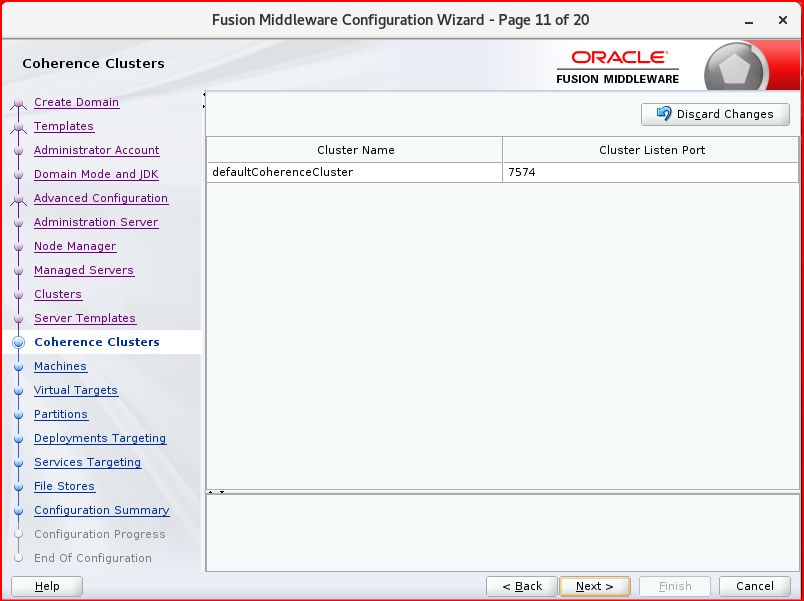 Fusion Middleware Configuration Wizard - Page 11 of 20
Coherence Clusters
ORACLE
FUSION MIDDLEWARE
Create Domain
Templates
Administrator Account
Domain Mode and JDK
Advanced Configuration
Administration Server
Node Manager
Managed Servers
Clusters
Server Templates
Coherence Clusters
Machines
Virtual Targets
Partitions
Deployments Targeting
Services Targeting
File Stores
Configuration Summary
Configuration Progress
End Of Configuration
Discard Changes
Cluster Name Cluster Listen Port
defaultCoherenceCluster 7574
Help < Back Next > Finish Cancel